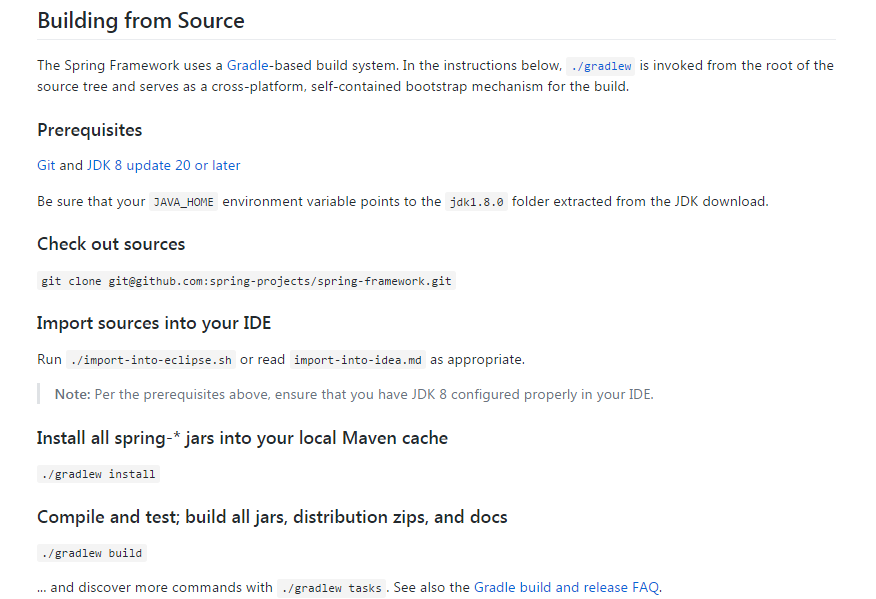 Building from Source
The Spring Framework uses a Gradle-based build system. In the instructions below, ./gradlew is invoked from the root of the
source tree and serves as a cross-platform, self-contained bootstrap mechanism for the build.
Prerequisites
Git and JDK 8 update 20 or later
Be sure that your JAVA_HOME environment variable points to the jdk1.8.0 folder extracted from the JDK download.
Check out sources
git clone git@github.com:spring-projects/spring-framework.git
Import sources into your IDE
Run ./import-into-eclipse.sh or read import-into-idea.md as appropriate.
Note: Per the prerequisites above, ensure that you have JDK 8 configured properly in your IDE.
Install all spring-* jars into your local Maven cache
./gradlew install
Compile and test; build all jars, distribution zips, and docs
./gradlew build
... and discover more commands with ./gradlew tasks. See also the Gradle build and release FAQ.